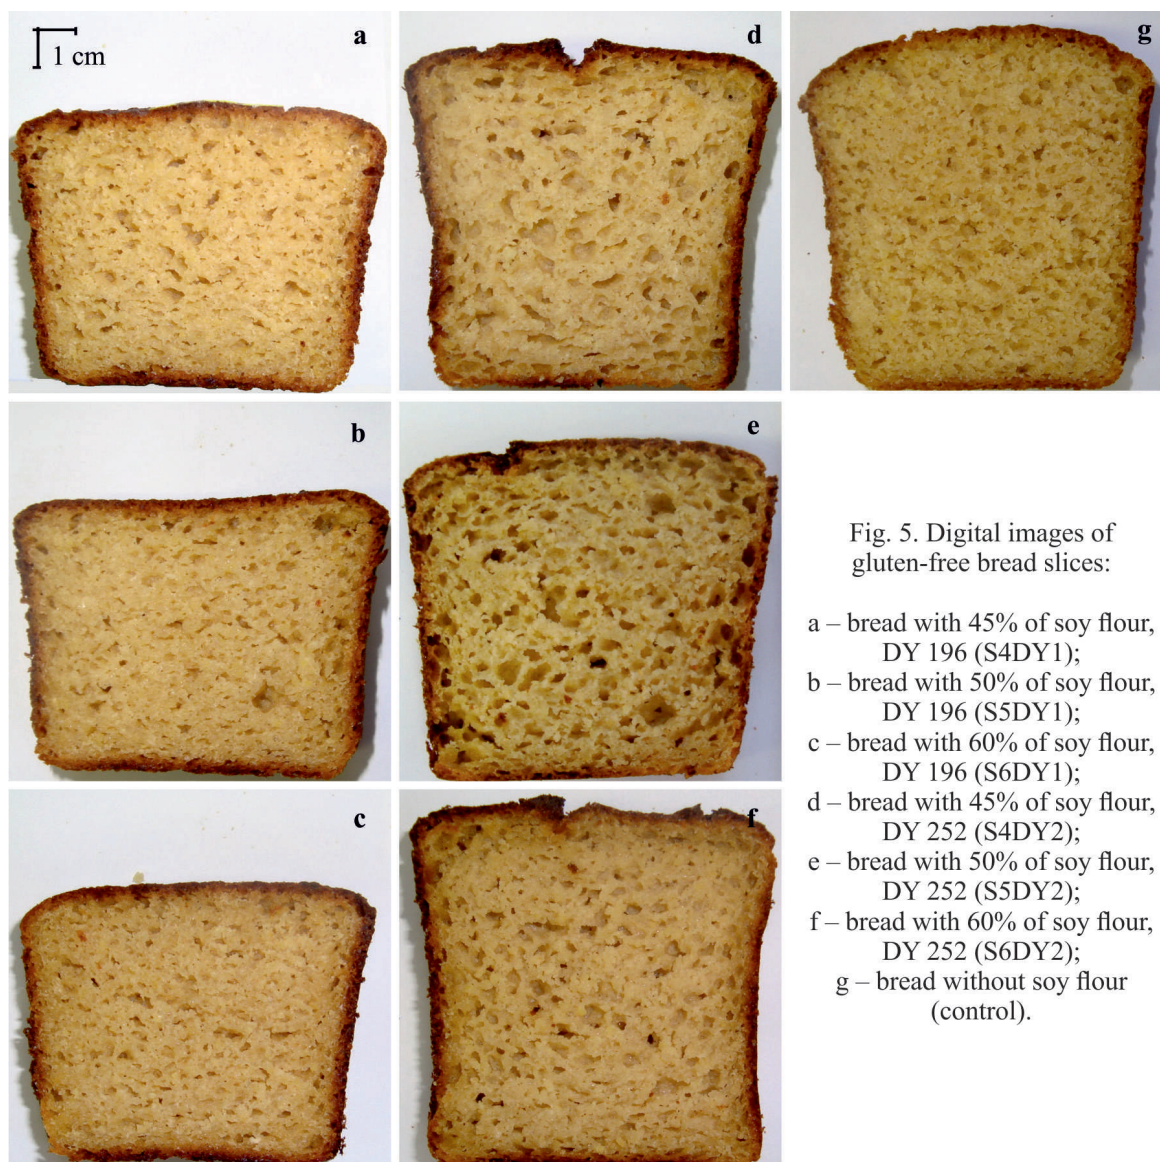 1 cm
a
d
g
b
e
c
f
Fig. 5. Digital images of
gluten-free bread slices:
a – bread with 45% of soy flour,
DY 196 (S4DY1);
b – bread with 50% of soy flour,
DY 196 (S5DY1);
c – bread with 60% of soy flour,
DY 196 (S6DY1);
d – bread with 45% of soy flour,
DY 252 (S4DY2);
e – bread with 50% of soy flour,
DY 252 (S5DY2);
f – bread with 60% of soy flour,
DY 252 (S6DY2);
g – bread without soy flour
(control).